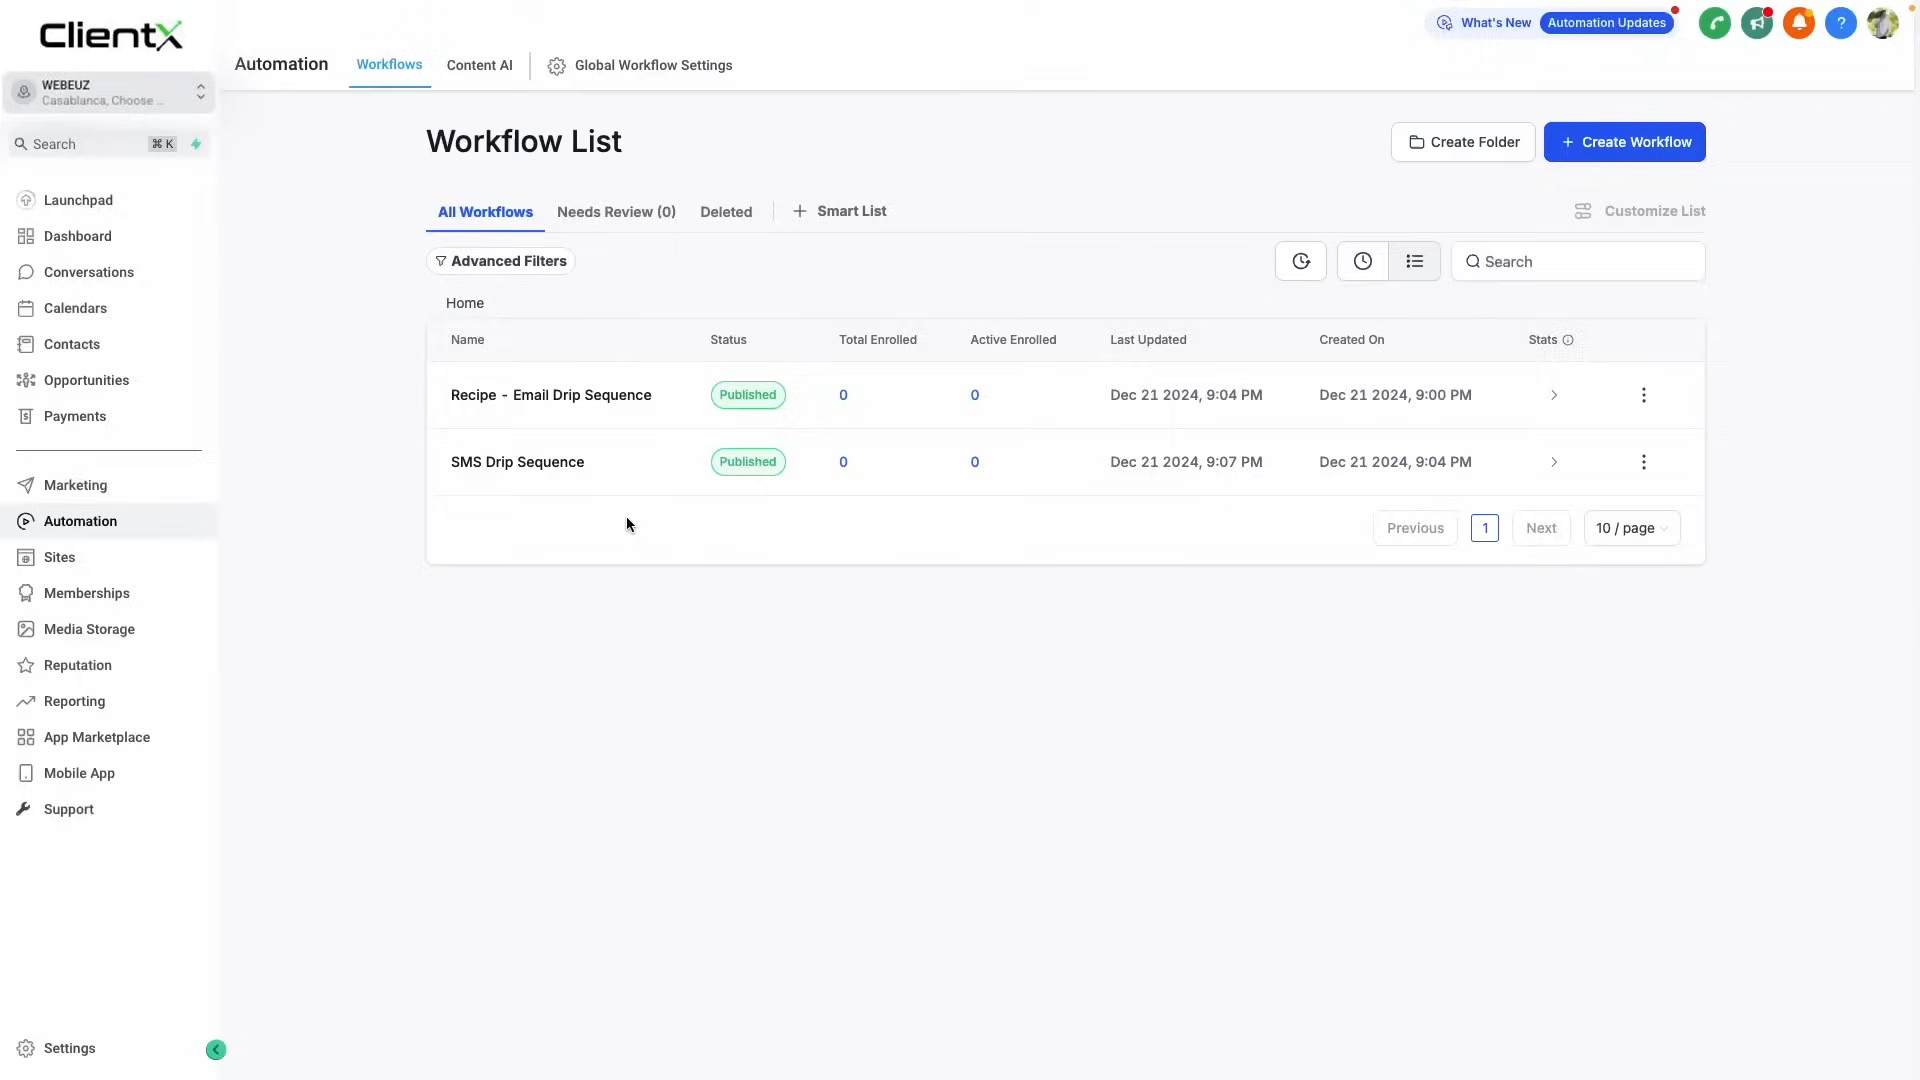 ClientX
WEBEUZ
Casablanca, Choose ...
Search ⌘ K
Launchpad
Dashboard
Conversations
Calendars
Contacts
Opportunities
Payments
Marketing
Automation
Sites
Memberships
Media Storage
Reputation
Reporting
App Marketplace
Mobile App
Support
Settings
Automation Workflows Content AI Global Workflow Settings
What's New Automation Updates
?
Workflow List
Create Folder
+ Create Workflow
All Workflows Needs Review (0) Deleted + Smart List
Customize List
Advanced Filters
Search
Home
Name Status Total Enrolled Active Enrolled Last Updated Created On Stats
Recipe - Email Drip Sequence Published 0 0 Dec 21 2024, 9:04 PM Dec 21 2024, 9:00 PM
SMS Drip Sequence Published 0 0 Dec 21 2024, 9:07 PM Dec 21 2024, 9:04 PM
Previous 1 Next 10 / page